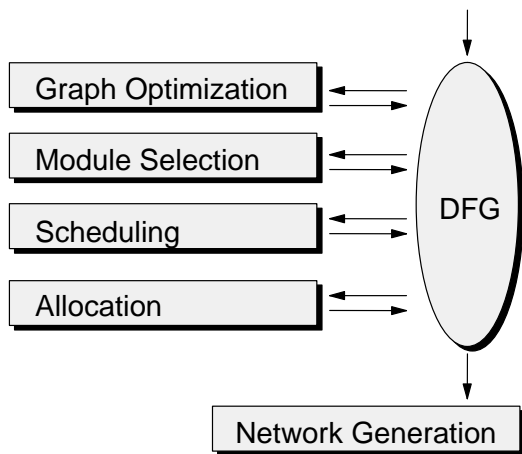 Graph Optimization
Module Selection
Scheduling
DFG
Allocation
Network Generation